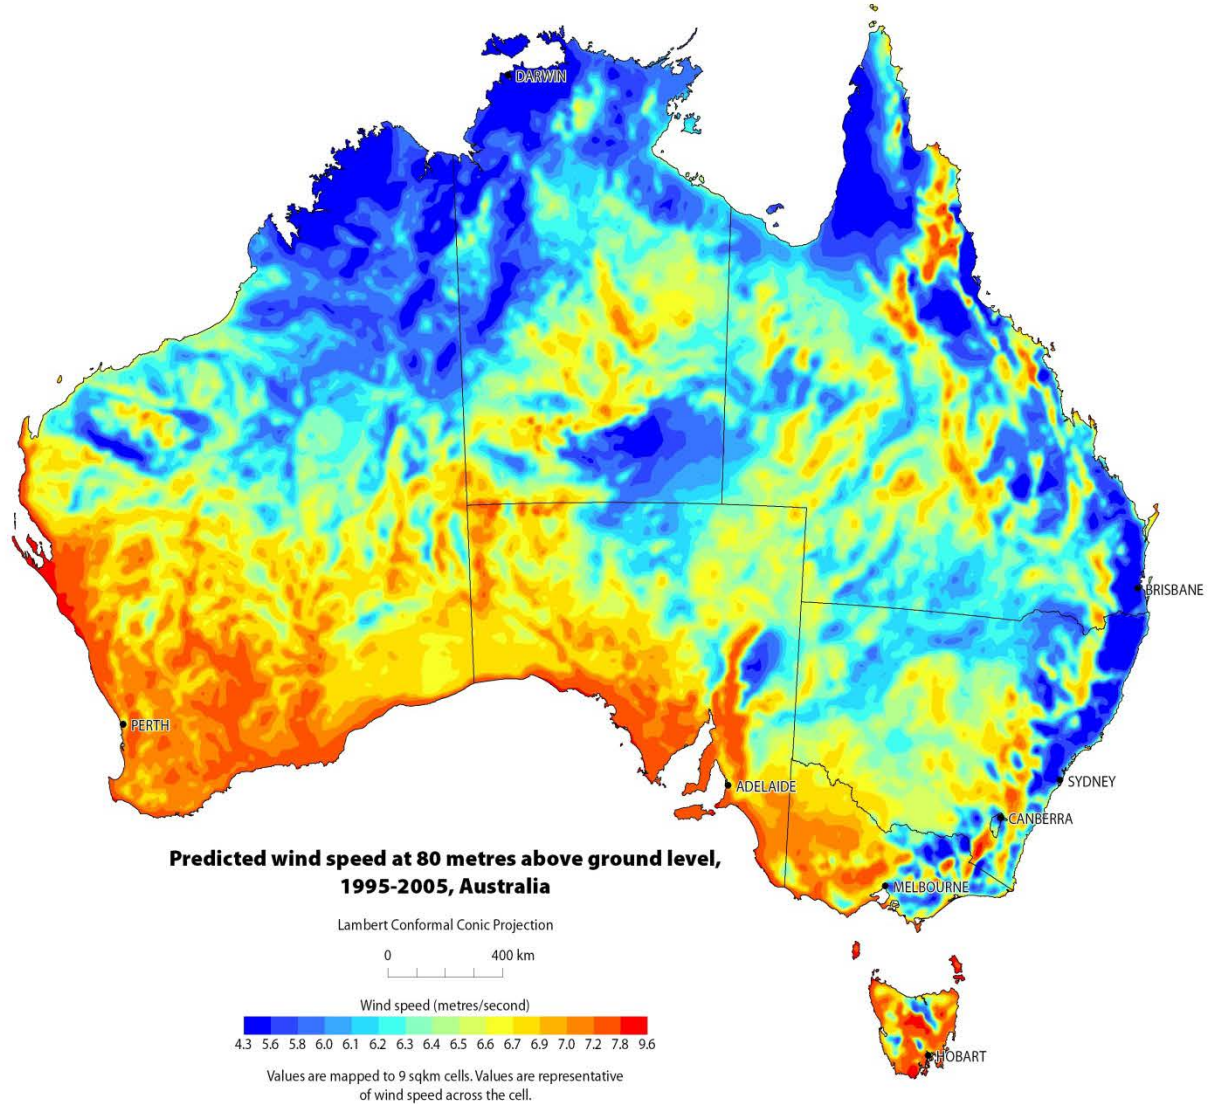 DARWIN
BRISBANE
PERTH
SYDNEY
ADELAIDE
CANBERRA
Predicted wind speed at 80 metres above ground level,
1995-2005, Australia
MELBOURNE
Lambert Conformal Conic Projection
0 400 km
Wind speed (metres/second)
4.3 5.6 5.8 6.0 6.1 6.2 6.3 6.4 6.5 6.6 6.7 6.9 7.0 7.2 7.8 9.6
HOBART
Values are mapped to 9 sqkm cells. Values are representative
of wind speed across the cell.